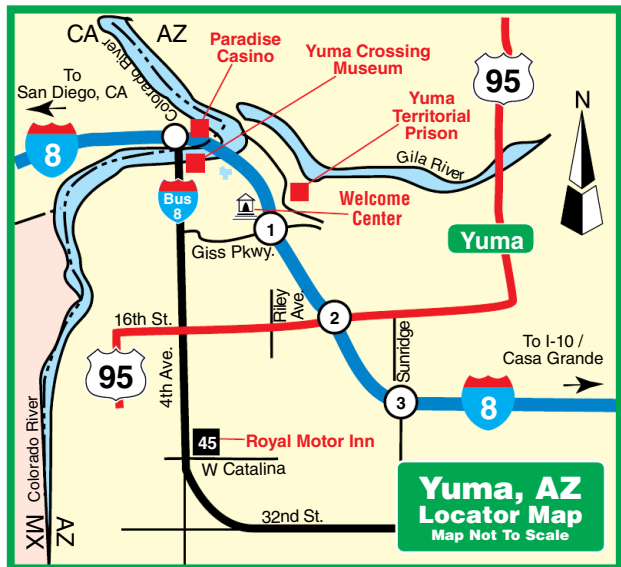 CA
AZ
Colorado River
Paradise
Casino
Yuma Crossing
Museum
95
To
San Diego, CA
Yuma
Territorial
Prison
N
8
Gila River
Bus
8
Welcome
Center
1
Giss Pkwy.
Yuma
Riley
Ave.
16th St.
2
Sunridge
To I-10 /
Casa Grande
95
4th Ave.
3
8
Colorado River
45
Royal Motor Inn
W Catalina
32nd St.
MX
AZ
Yuma, AZ
Locator Map
Map Not To Scale